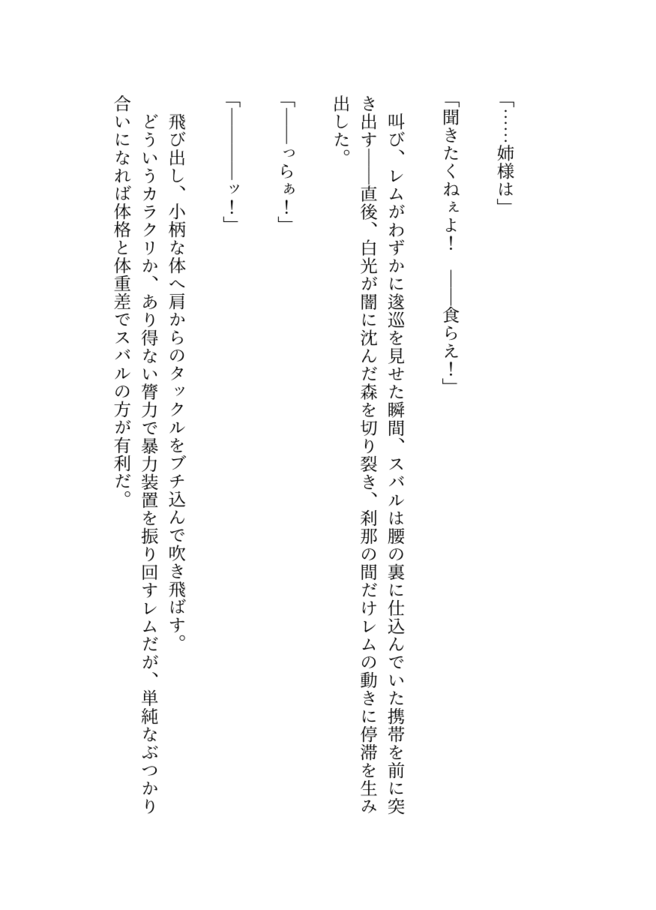 「……姉様は」
「聞きたくねぇよ！　――食らえ！」
　叫び、レムがわずかに逡巡を見せた瞬間、スバルは腰の裏に仕込んでいた携帯を前に突
き出す――直後、白光が闇に沈んだ森を切り裂き、刹那の間だけレムの動きに停滞を生み
出した。
「――っらぁ！」
「――――ッ！」
　飛び出し、小柄な体へ肩からのタックルをブチ込んで吹き飛ばす。
　どういうカラクリか、あり得ない膂力で暴力装置を振り回すレムだが、単純なぶつかり
合いになれば体格と体重差でスバルの方が有利だ。